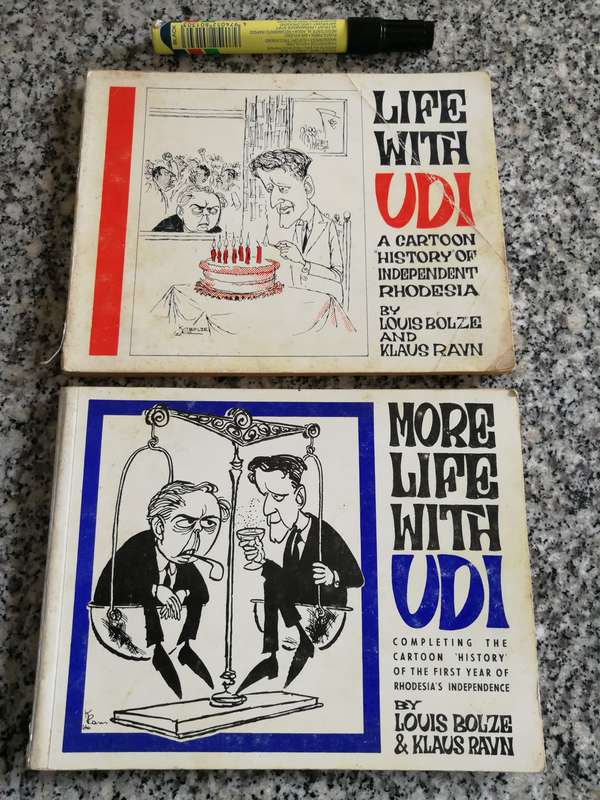 LIFE
WITH
UDI
A CARTOON
'HISTORY' OF
INDEPENDENT
RHODESIA
BY
LOUIS BOLZE
AND
KLAUS RAVN
MORE
LIFE
WITH
UDI
COMPLETING THE
CARTOON 'HISTORY'
OF THE FIRST YEAR OF
RHODESIA'S INDEPENDENCE
BY
LOUIS BOLZE
& KLAUS RAVN